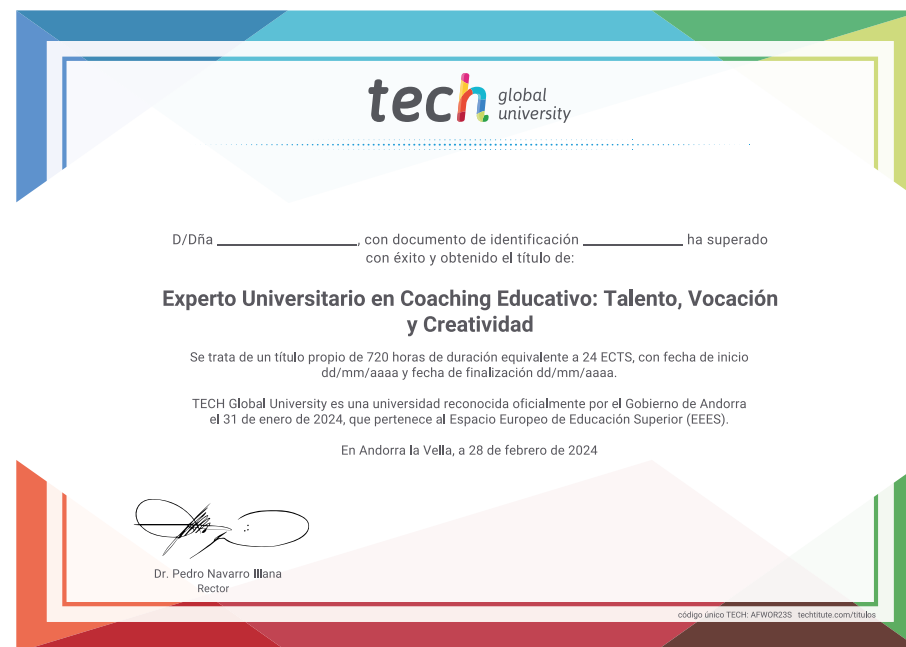 tech global university
D/Dña ____________________, con documento de identificación ______________ ha superado
con éxito y obtenido el título de:
Experto Universitario en Coaching Educativo: Talento, Vocación
y Creatividad
Se trata de un título propio de 720 horas de duración equivalente a 24 ECTS, con fecha de inicio
dd/mm/aaaa y fecha de finalización dd/mm/aaaa.
TECH Global University es una universidad reconocida oficialmente por el Gobierno de Andorra
el 31 de enero de 2024, que pertenece al Espacio Europeo de Educación Superior (EEES).
En Andorra la Vella, a 28 de febrero de 2024
Dr. Pedro Navarro Illana
Rector
código único TECH: AFWOR23S techtitute.com/titulos